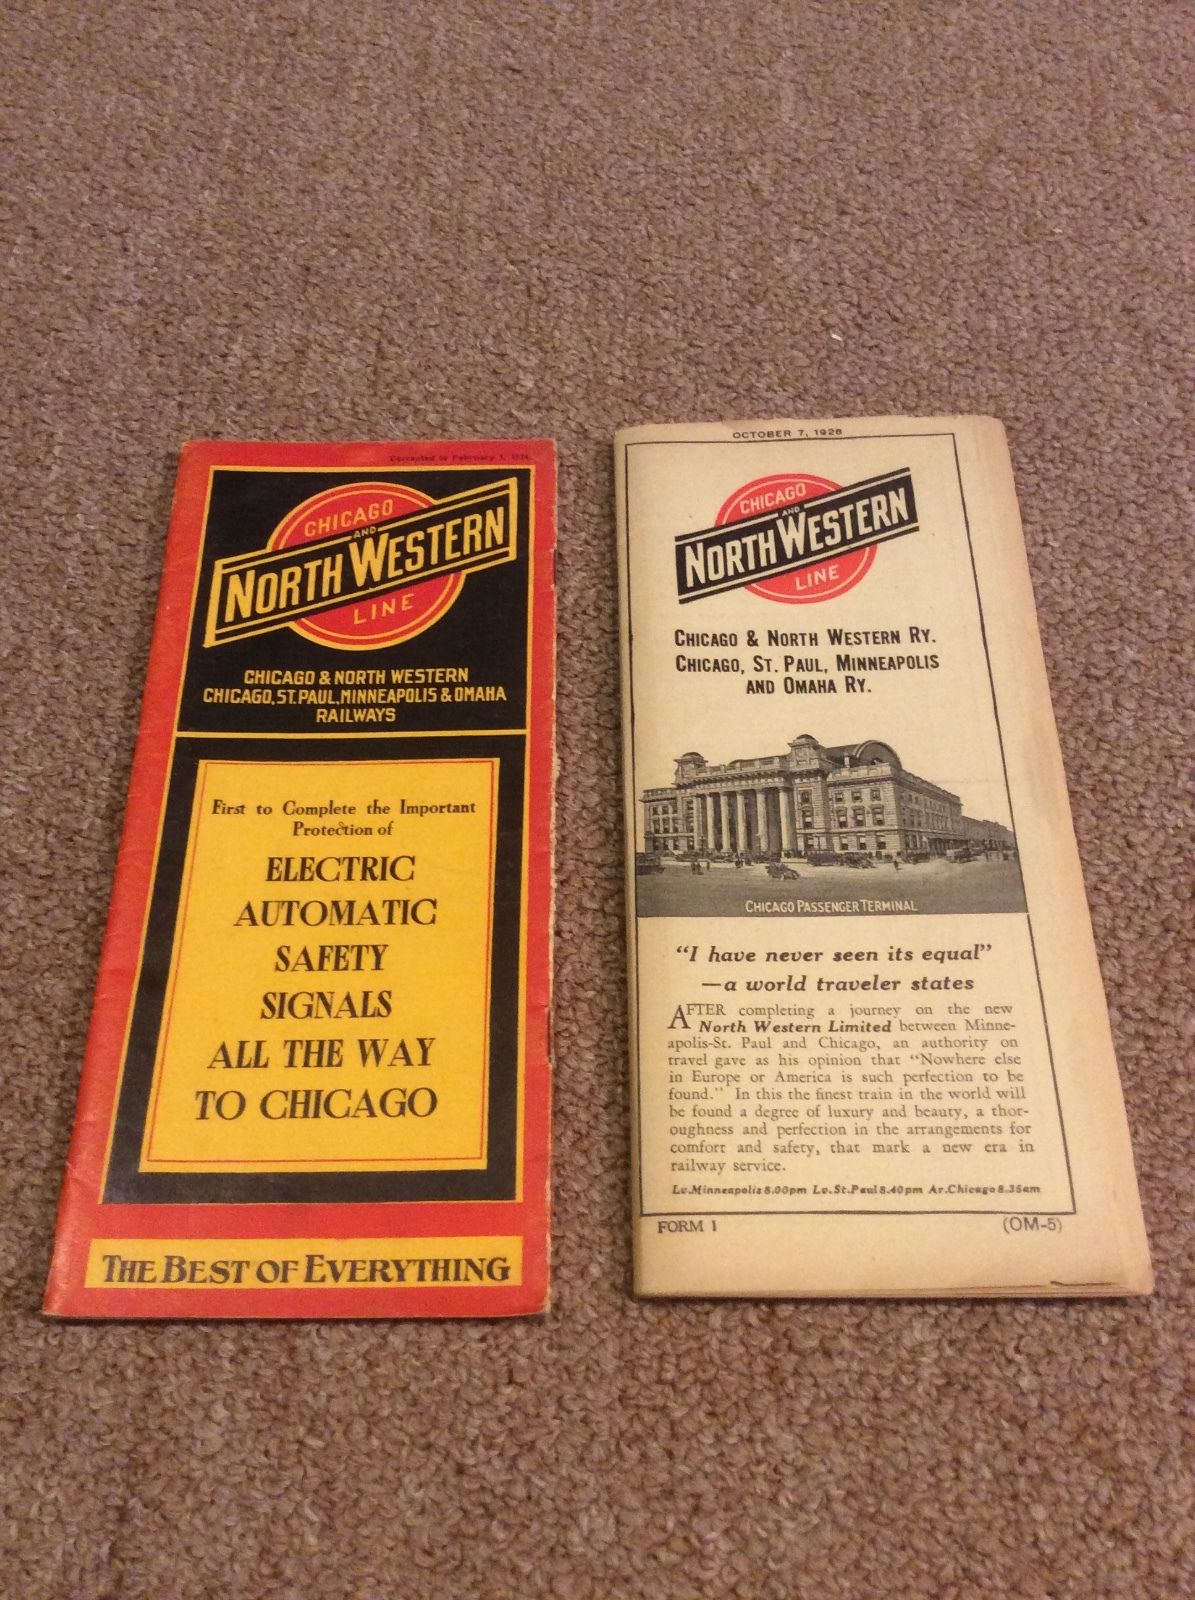 Corrected to February 1, 1914.
CHICAGO
AND
NORTH WESTERN
LINE
CHICAGO & NORTH WESTERN
CHICAGO, ST. PAUL, MINNEAPOLIS & OMAHA
RAILWAYS
First to Complete the Important
Protection of
ELECTRIC
AUTOMATIC
SAFETY
SIGNALS
ALL THE WAY
TO CHICAGO
THE BEST OF EVERYTHING
OCTOBER 7, 1928
CHICAGO
AND
NORTH WESTERN
LINE
CHICAGO & NORTH WESTERN RY.
CHICAGO, ST. PAUL, MINNEAPOLIS
AND OMAHA RY.
CHICAGO PASSENGER TERMINAL
"I have never seen its equal"
—a world traveler states
AFTER completing a journey on the new
North Western Limited between Minne-
apolis-St. Paul and Chicago, an authority on
travel gave as his opinion that "Nowhere else
in Europe or America is such perfection to be
found." In this the finest train in the world will
be found a degree of luxury and beauty, a thor-
oughness and perfection in the arrangements for
comfort and safety, that mark a new era in
railway service.
Lv. Minneapolis 8.00pm Lv. St. Paul 8.40pm Ar. Chicago 8.35am
FORM 1
(OM-5)